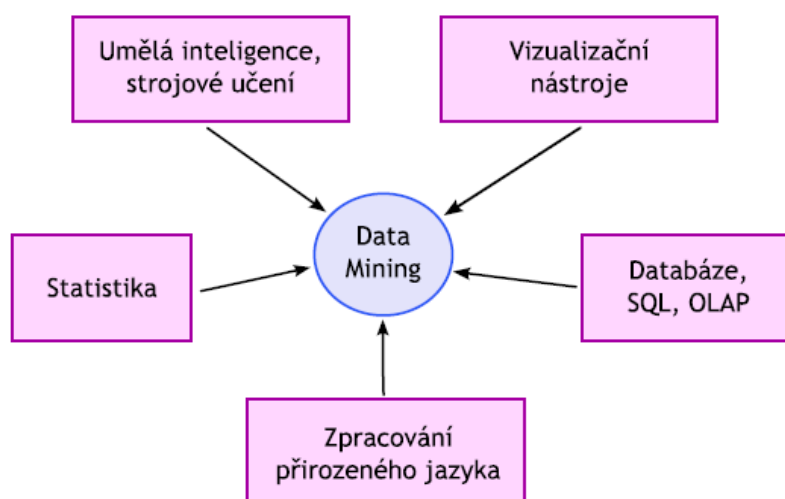 Umělá inteligence,
strojové učení
Vizualizační
nástroje
Data
Mining
Statistika
Databáze,
SQL, OLAP
Zpracování
přirozeného jazyka